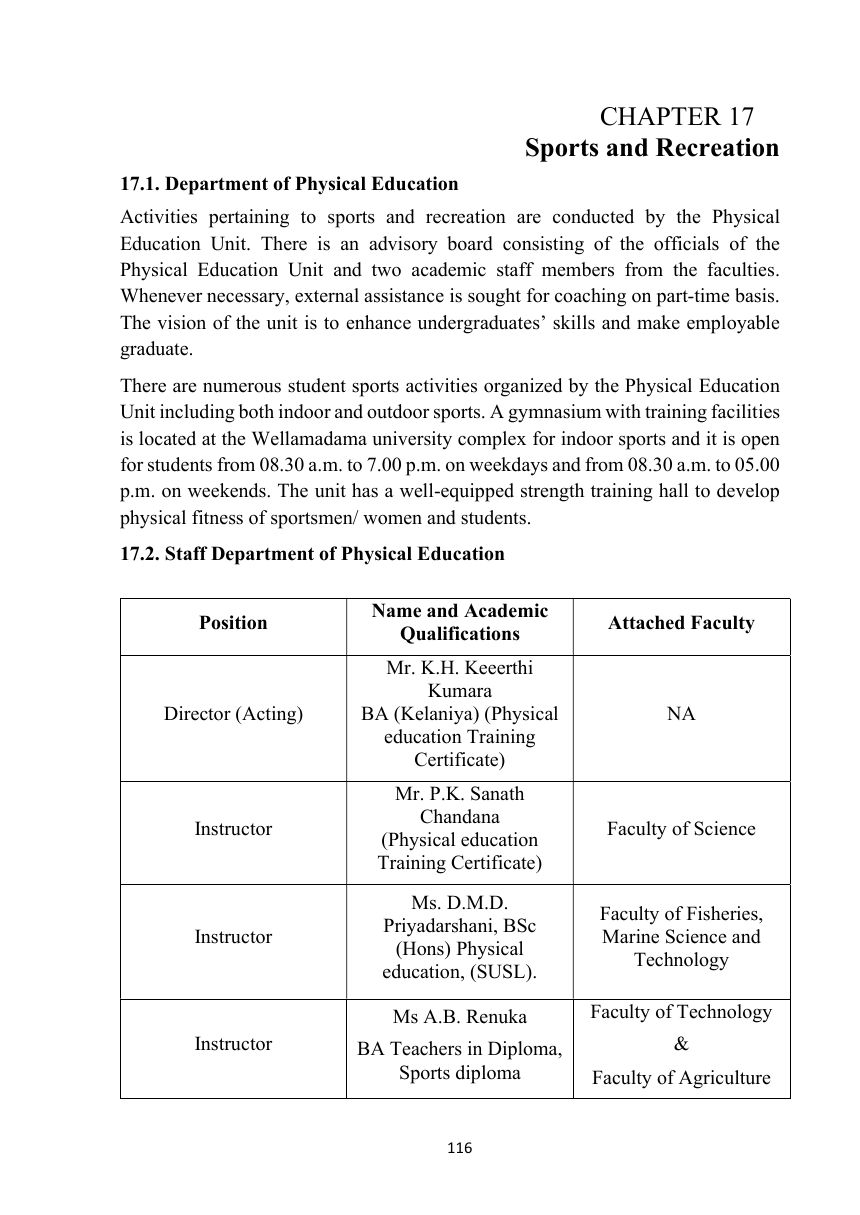 CHAPTER 17
Sports and Recreation
17.1. Department of Physical Education
Activities pertaining to sports and recreation are conducted by the Physical
Education Unit. There is an advisory board consisting of the officials of the
Physical Education Unit and two academic staff members from the faculties.
Whenever necessary, external assistance is sought for coaching on part-time basis.
The vision of the unit is to enhance undergraduates’ skills and make employable
graduate.
There are numerous student sports activities organized by the Physical Education
Unit including both indoor and outdoor sports. A gymnasium with training facilities
is located at the Wellamadama university complex for indoor sports and it is open
for students from 08.30 a.m. to 7.00 p.m. on weekdays and from 08.30 a.m. to 05.00
p.m. on weekends. The unit has a well-equipped strength training hall to develop
physical fitness of sportsmen/ women and students.
17.2. Staff Department of Physical Education
Position
Name and Academic
Qualifications
Attached Faculty
Director (Acting)
Mr. K.H. Keeerthi
Kumara
BA (Kelaniya) (Physical
education Training
Certificate)
NA
Instructor
Mr. P.K. Sanath
Chandana
(Physical education
Training Certificate)
Faculty of Science
Instructor
Ms. D.M.D.
Priyadarshani, BSc
(Hons) Physical
education, (SUSL).
Faculty of Fisheries,
Marine Science and
Technology
Instructor
Ms A.B. Renuka
BA Teachers in Diploma,
Sports diploma
Faculty of Technology
&
Faculty of Agriculture
116